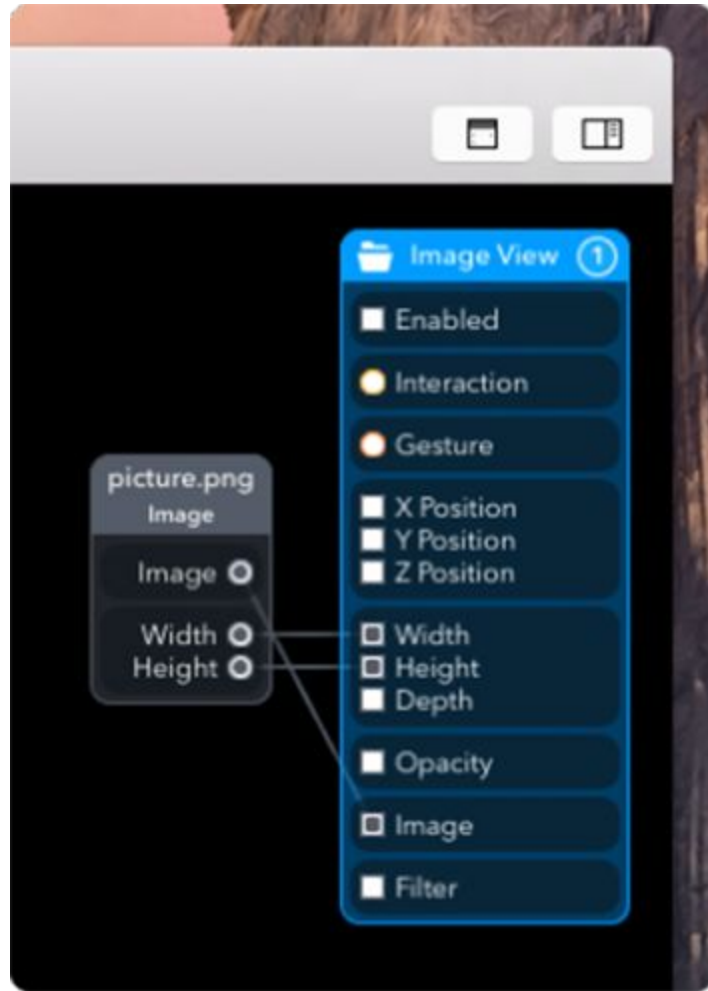 Image View 1
Enabled
Interaction
Gesture
X Position
Y Position
Z Position
picture.png
Image
Image
Width
Height
Width
Height
Depth
Opacity
Image
Filter